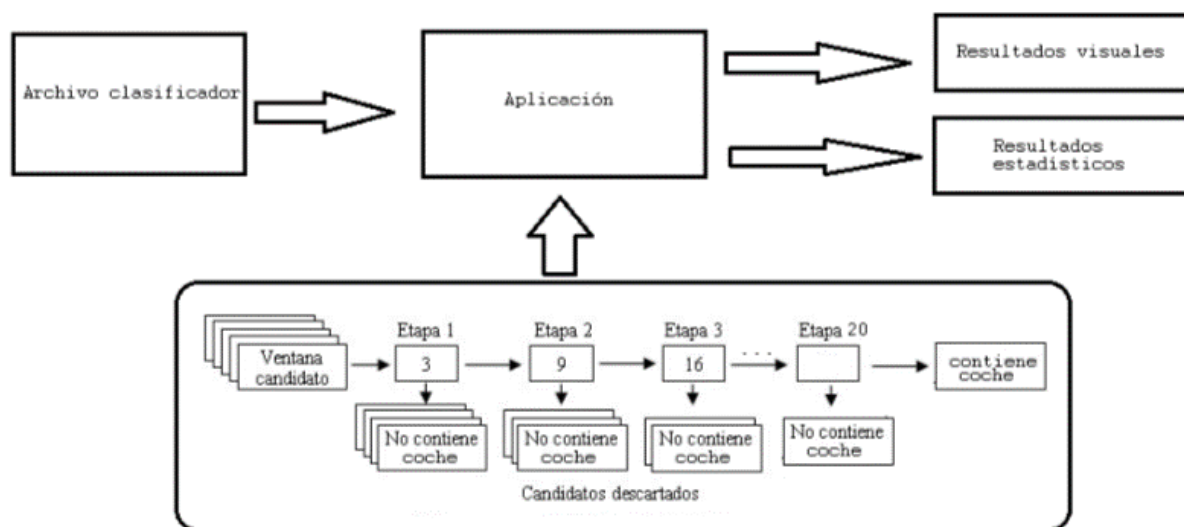 Archivo clasificador
Aplicación
Resultados visuales
Resultados
estadísticos
Ventana
candidato
Etapa 1
3
Etapa 2
9
Etapa 3
16
. . .
Etapa 20
contiene
coche
No contiene
coche
No contiene
coche
No contiene
coche
No contiene
coche
Candidatos descartados